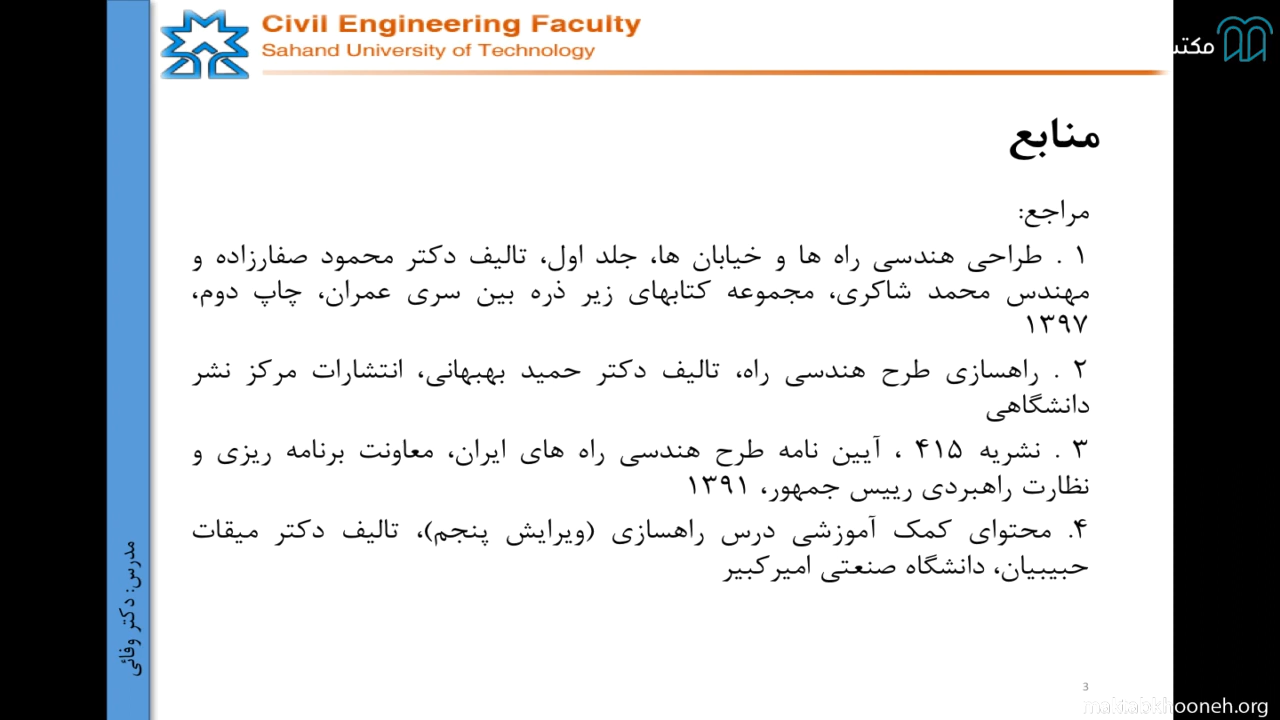 Civil Engineering Faculty
Sahand University of Technology
مکتب
منابع
مراجع:
۱ . طراحی هندسی راه ها و خیابان ها، جلد اول، تالیف دکتر محمود صفارزاده و
مهندس محمد شاکری، مجموعه کتابهای زیر ذره بین سری عمران، چاپ دوم،
۱۳۹۷
۲ . راهسازی طرح هندسی راه، تالیف دکتر حمید بهبهانی، انتشارات مرکز نشر
دانشگاهی
۳ . نشریه ۴۱۵ ، آیین نامه طرح هندسی راه های ایران، معاونت برنامه ریزی و
نظارت راهبردی رییس جمهور، ۱۳۹۱
۴. محتوای کمک آموزشی درس راهسازی (ویرایش پنجم)، تالیف دکتر میقات
حبیبیان، دانشگاه صنعتی امیرکبیر
مدرس: دکتر وفائی
3
maktabkhooneh.org